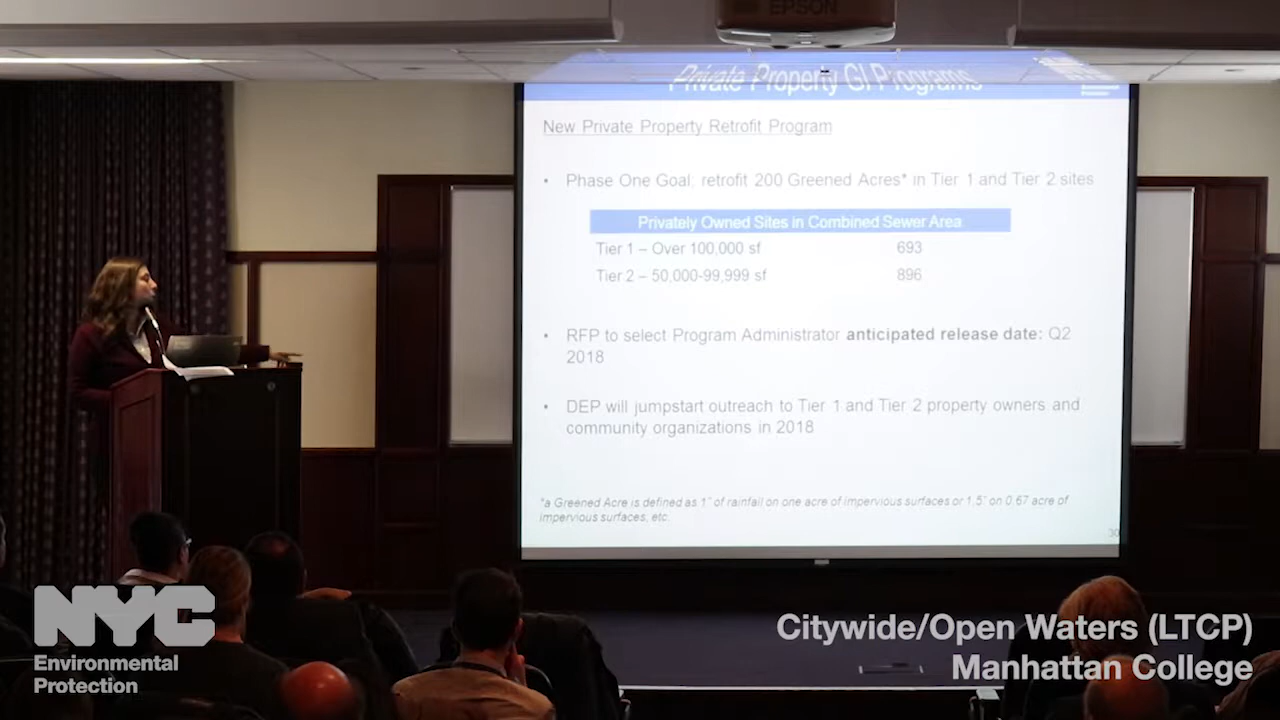 EPSON
Private Property GI Programs
New Private Property Retrofit Program
• Phase One Goal: retrofit 200 Greened Acres* in Tier 1 and Tier 2 sites
Privately Owned Sites in Combined Sewer Area
Tier 1 – Over 100,000 sf 693
Tier 2 – 50,000-99,999 sf 896
• RFP to select Program Administrator anticipated release date: Q2
2018
• DEP will jumpstart outreach to Tier 1 and Tier 2 property owners and
community organizations in 2018
*a Greened Acre is defined as 1" of rainfall on one acre of impervious surfaces or 1.5" on 0.67 acre of
impervious surfaces, etc.
30
NYC
Environmental
Protection
Citywide/Open Waters (LTCP)
Manhattan College